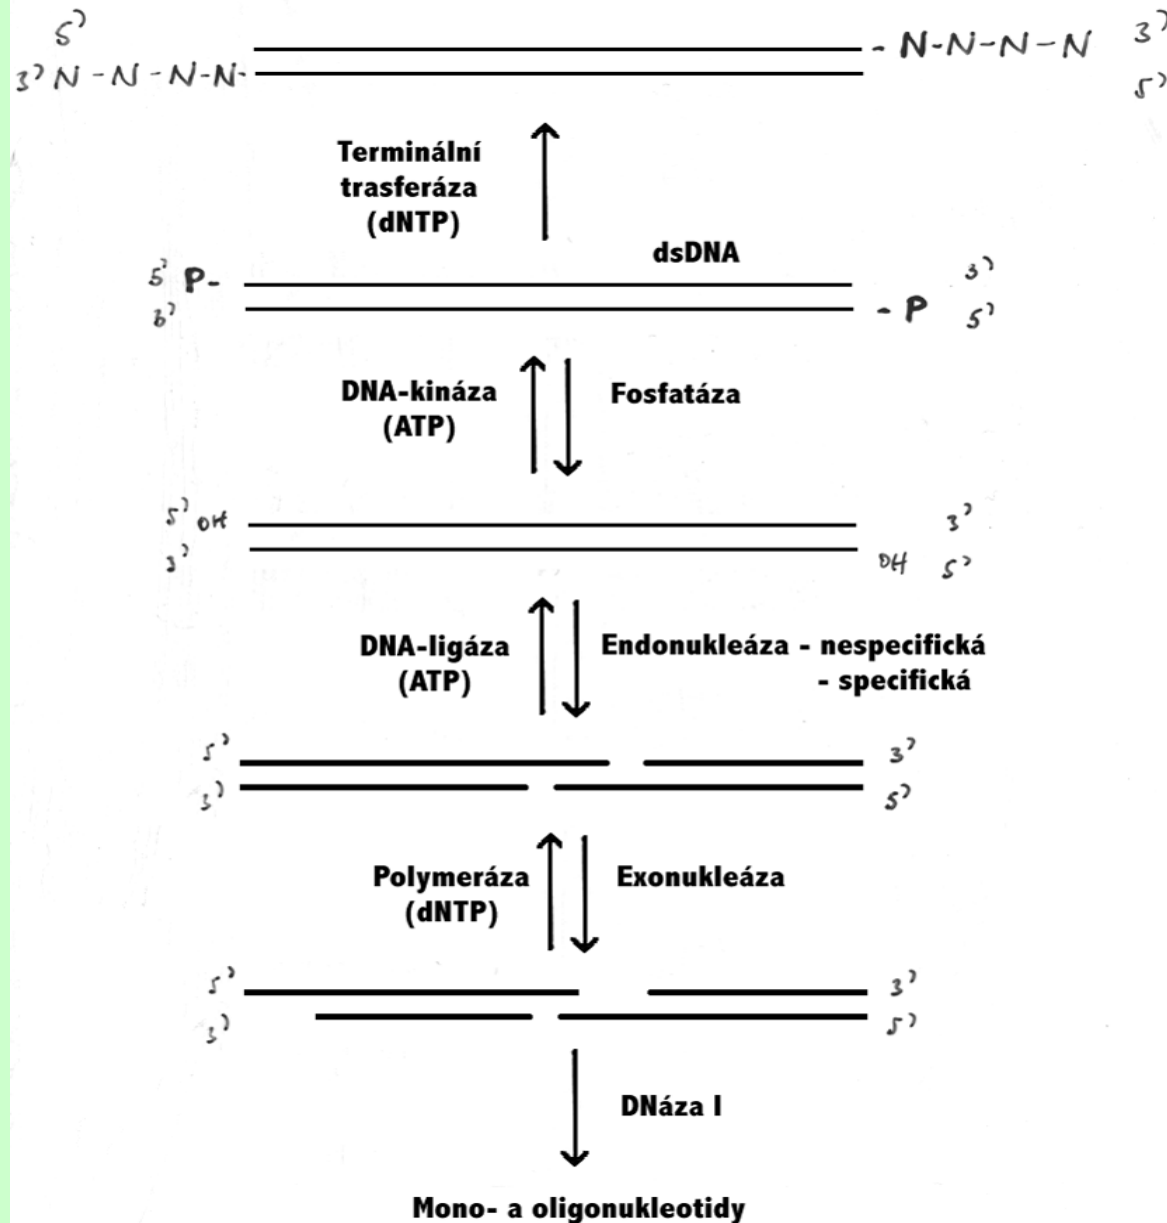 5'
- N-N-N-N 3'
3' N - N - N - N -
5'
Terminální
trasferáza
(dNTP)
dsDNA
5' P- 3'
3' - P 5'
DNA-kináza
(ATP)
Fosfatáza
5' OH 3'
3' OH 5'
DNA-ligáza
(ATP)
Endonukleáza - nespecifická
- specifická
5' 3'
3' 5'
Polymeráza
(dNTP)
Exonukleáza
5' 3'
3' 5'
DNáza I
Mono- a oligonukleotidy